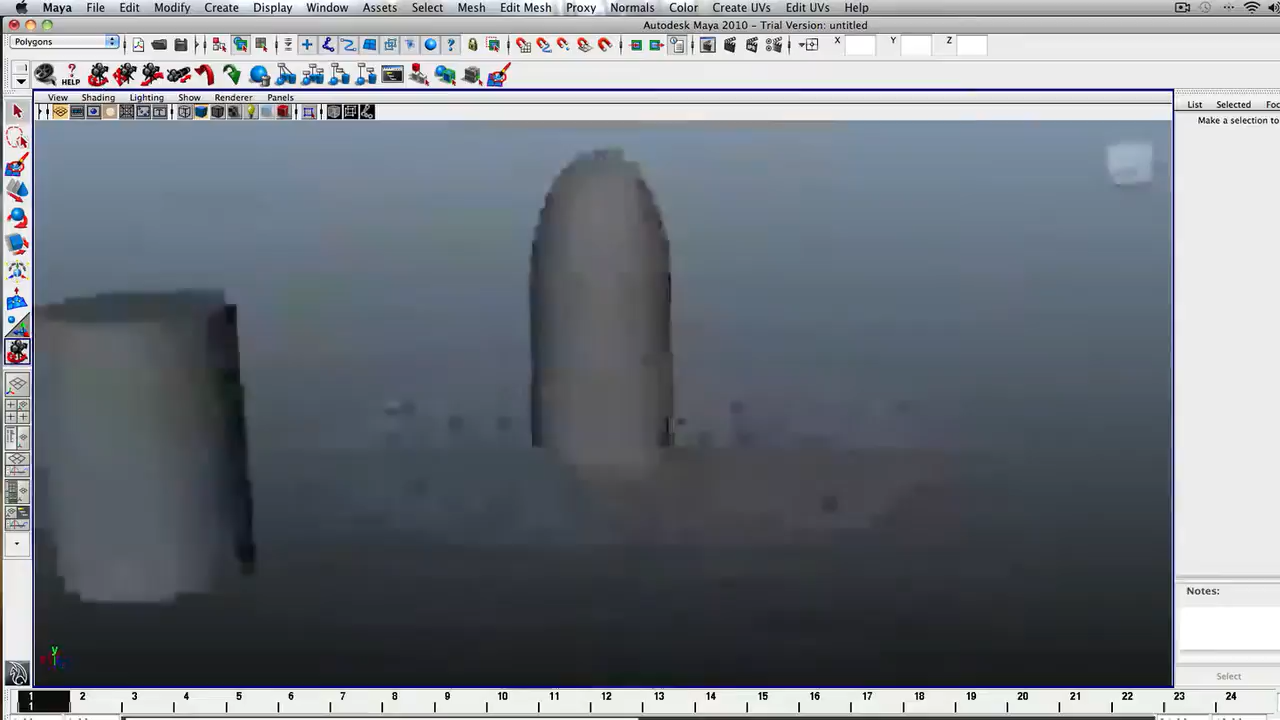 Maya File Edit Modify Create Display Window Assets Select Mesh Edit Mesh Proxy Normals Color Create UVs Edit UVs Help
Autodesk Maya 2010 - Trial Version: untitled
Polygons X Y Z
HELP
View Shading Lighting Show Renderer Panels
List Selected Foc
Make a selection to
Notes:
y
Select
1 2 3 4 5 6 7 8 9 10 11 12 13 14 15 16 17 18 19 20 21 22 23 24
1